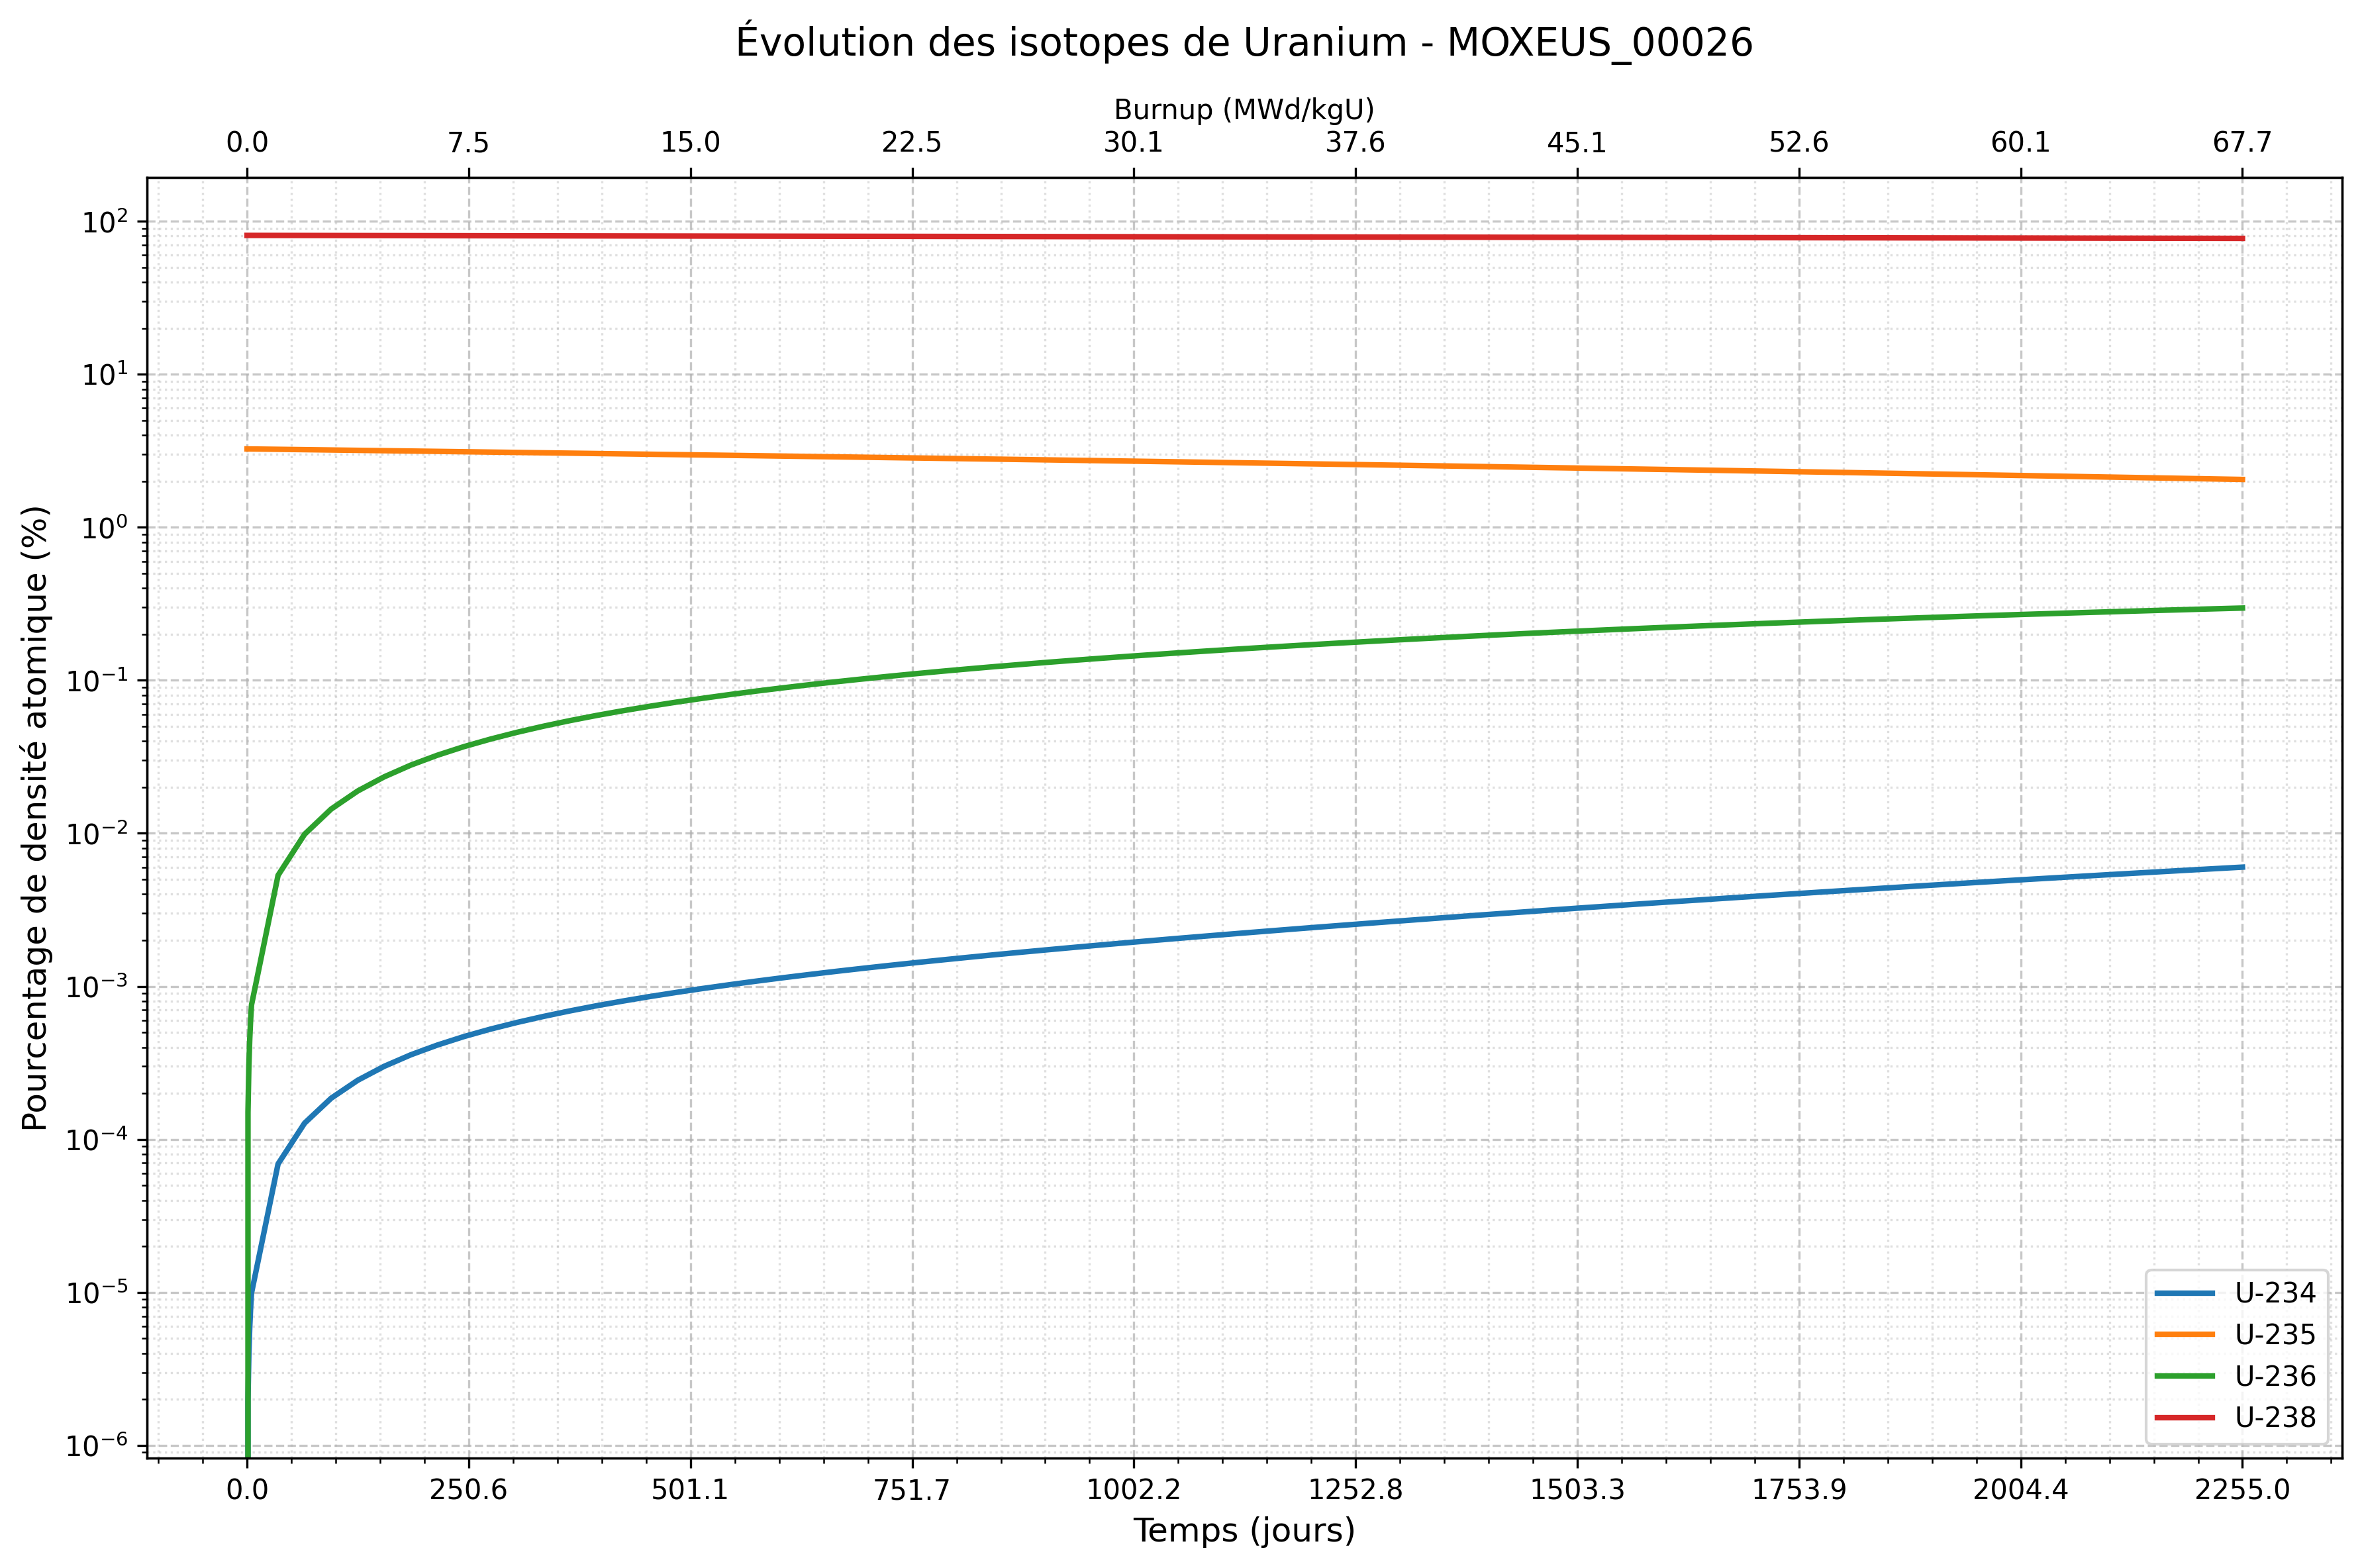 Évolution des isotopes de Uranium - MOXEUS_00026
Burnup (MWd/kgU)
0.0 7.5 15.0 22.5 30.1 37.6 45.1 52.6 60.1 67.7
Pourcentage de densité atomique (%)
10²
10¹
10⁰
10⁻¹
10⁻²
10⁻³
10⁻⁴
10⁻⁵
10⁻⁶
U-234
U-235
U-236
U-238
0.0 250.6 501.1 751.7 1002.2 1252.8 1503.3 1753.9 2004.4 2255.0
Temps (jours)